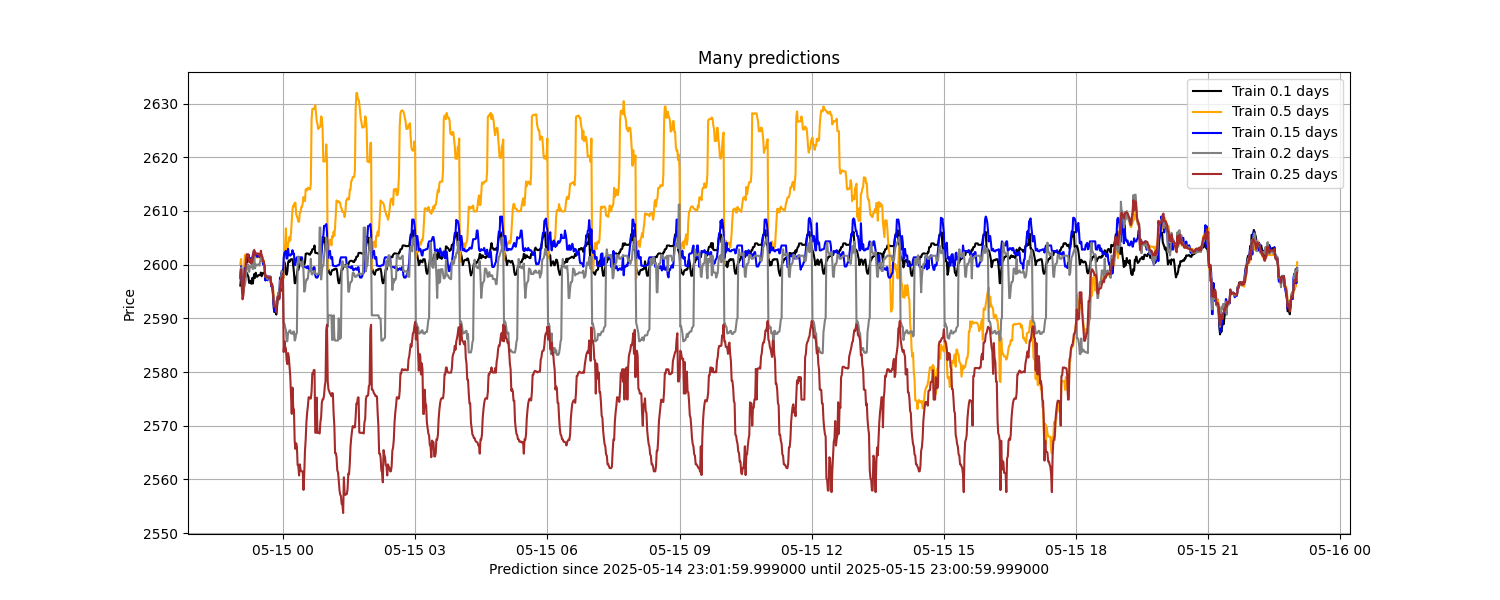 Many predictions
Train 0.1 days
Train 0.5 days
Train 0.15 days
Train 0.2 days
Train 0.25 days
Price
2630
2620
2610
2600
2590
2580
2570
2560
2550
05-15 00
05-15 03
05-15 06
05-15 09
05-15 12
05-15 15
05-15 18
05-15 21
05-16 00
Prediction since 2025-05-14 23:01:59.999000 until 2025-05-15 23:00:59.999000